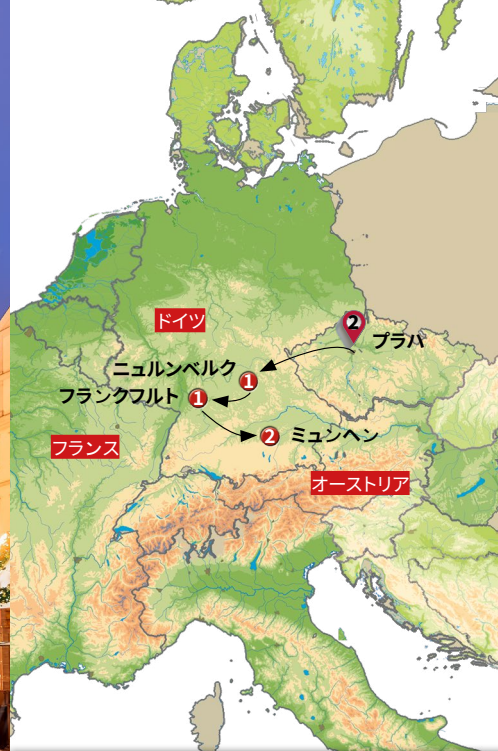 ドイツ
2
プラハ
ニュルンベルク
1
フランクフルト
1
フランス
2
ミュンヘン
オーストリア